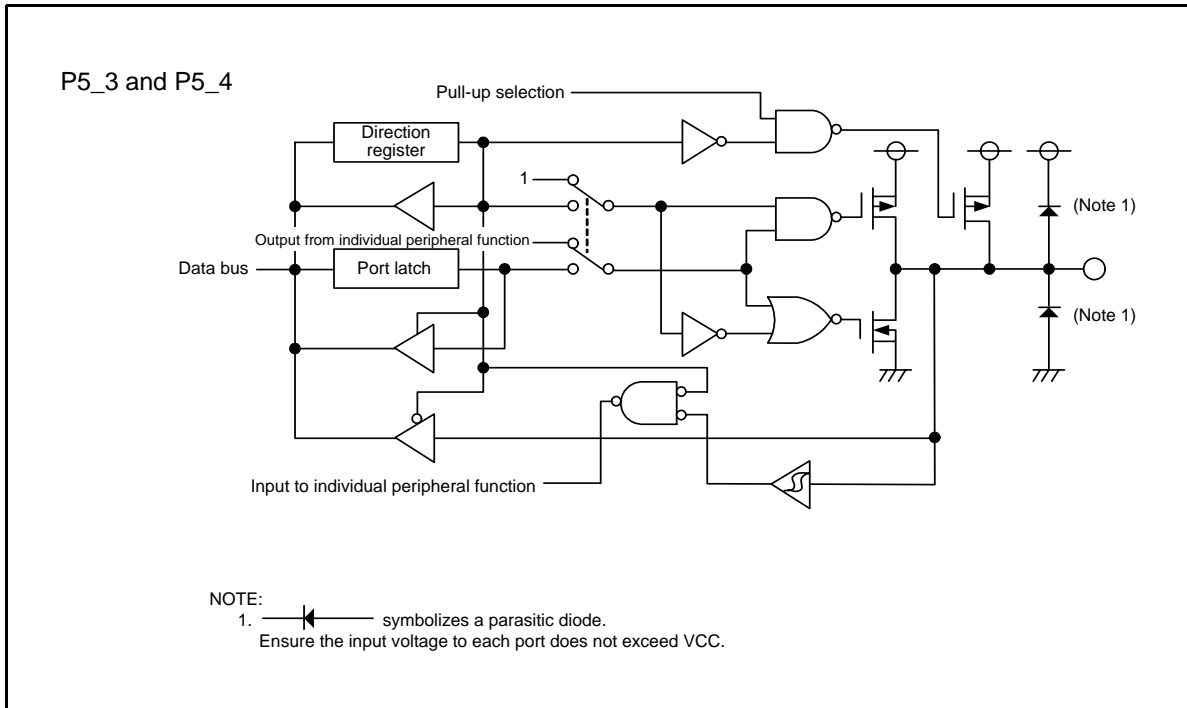 P5_3 and P5_4
Pull-up selection
Direction
register
1
(Note 1)
Output from individual peripheral function
Data bus
Port latch
(Note 1)
Input to individual peripheral function
NOTE:
1. symbolizes a parasitic diode.
Ensure the input voltage to each port does not exceed VCC.